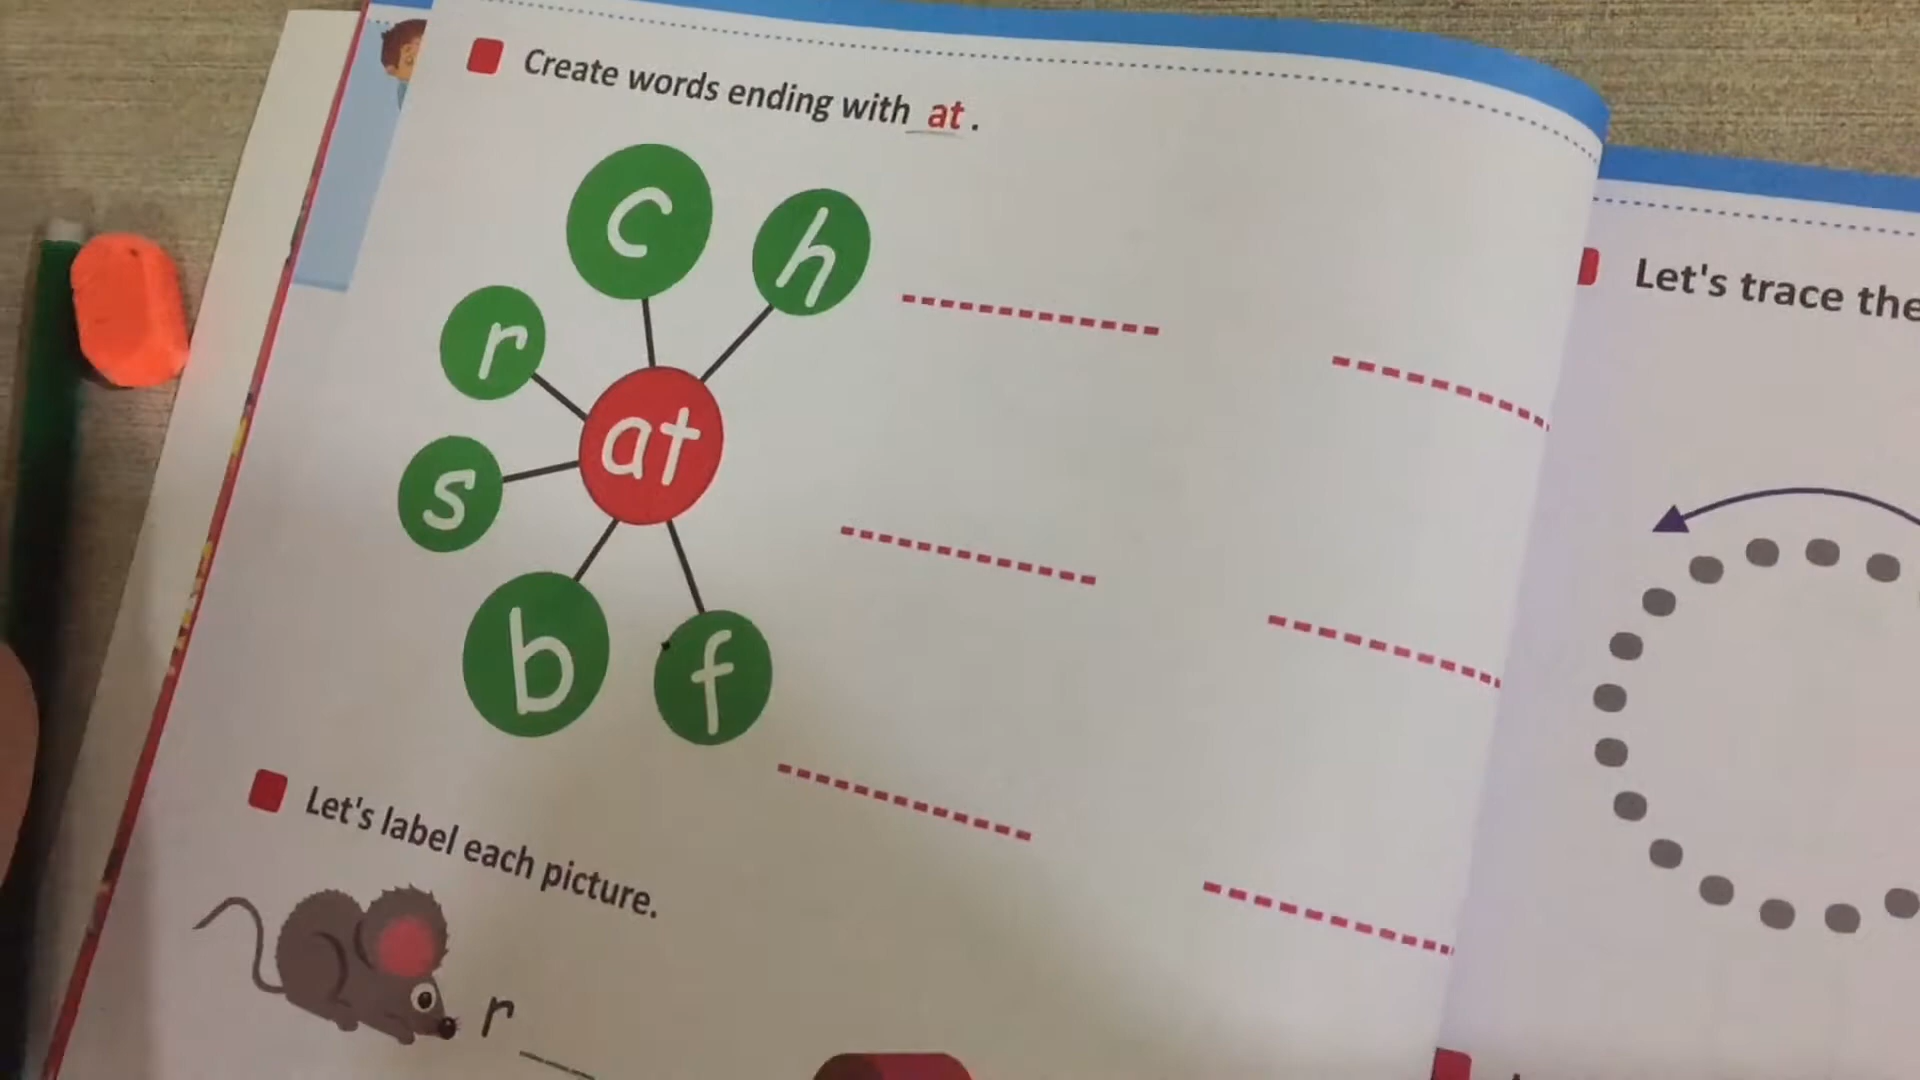 Create words ending with at .
c
h
r
at
s
b
f
Let's label each picture.
r
Let's trace the